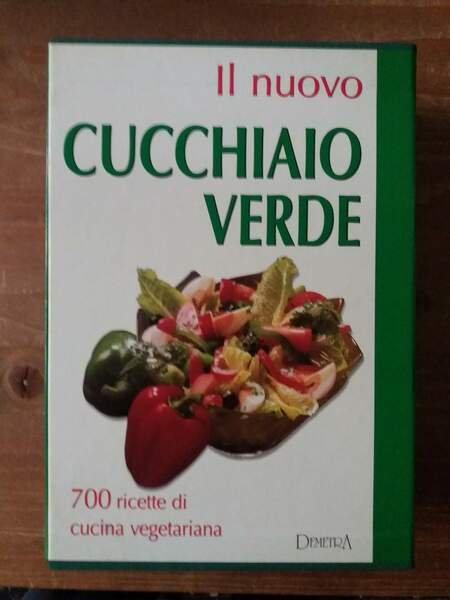 Il nuovo
CUCCHIAIO
VERDE
700 ricette di
cucina vegetariana
DEMETRA